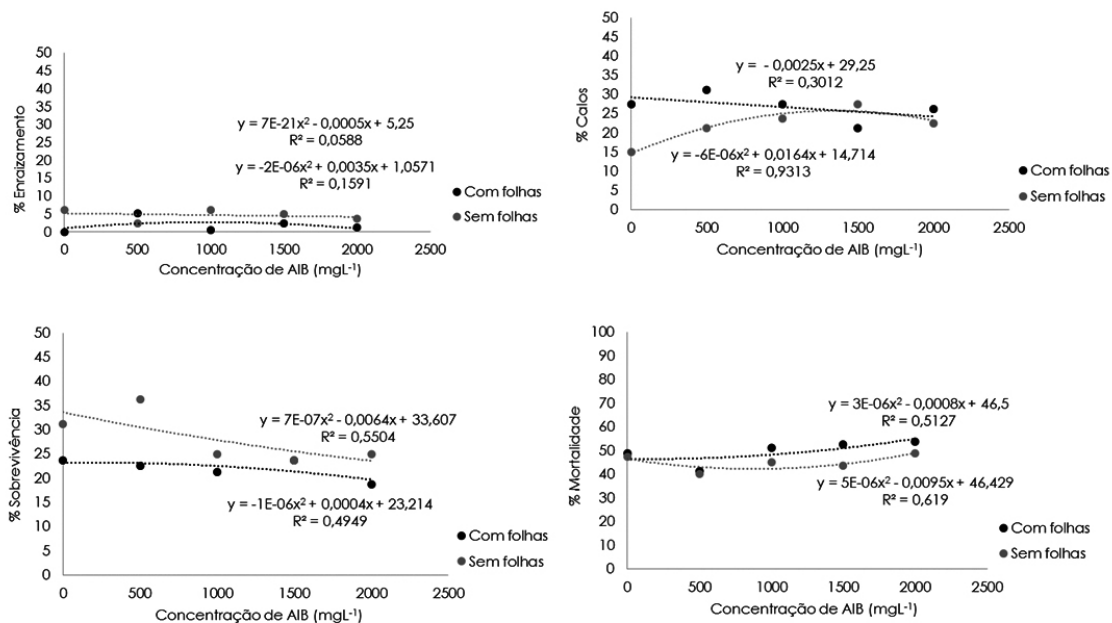 50
45
40
35
30
25
20
15
10
5
0
% Enraizamento
y = 7E-21x² - 0,0005x + 5,25
R² = 0,0588
y = -2E-06x² + 0,0035x + 1,0571
R² = 0,1591
Com folhas
Sem folhas
0 500 1000 1500 2000 2500
Concentração de AIB (mgL⁻¹)
50
45
40
35
30
25
20
15
10
5
0
% Calos
y = - 0,0025x + 29,25
R² = 0,3012
y = -6E-06x² + 0,0164x + 14,714
R² = 0,9313
Com folhas
Sem folhas
0 500 1000 1500 2000 2500
Concentração de AIB (mgL⁻¹)
50
45
40
35
30
25
20
15
10
5
0
% Sobrevivência
y = 7E-07x² - 0,0064x + 33,607
R² = 0,5504
y = -1E-06x² + 0,0004x + 23,214
R² = 0,4949
Com folhas
Sem folhas
0 500 1000 1500 2000 2500
Concentração de AIB (mgL⁻¹)
100
90
80
70
60
50
40
30
20
10
0
% Mortalidade
y = 3E-06x² - 0,0008x + 46,5
R² = 0,5127
y = 5E-06x² - 0,0095x + 46,429
R² = 0,619
Com folhas
Sem folhas
0 500 1000 1500 2000 2500
Concentração de AIB (mgL⁻¹)